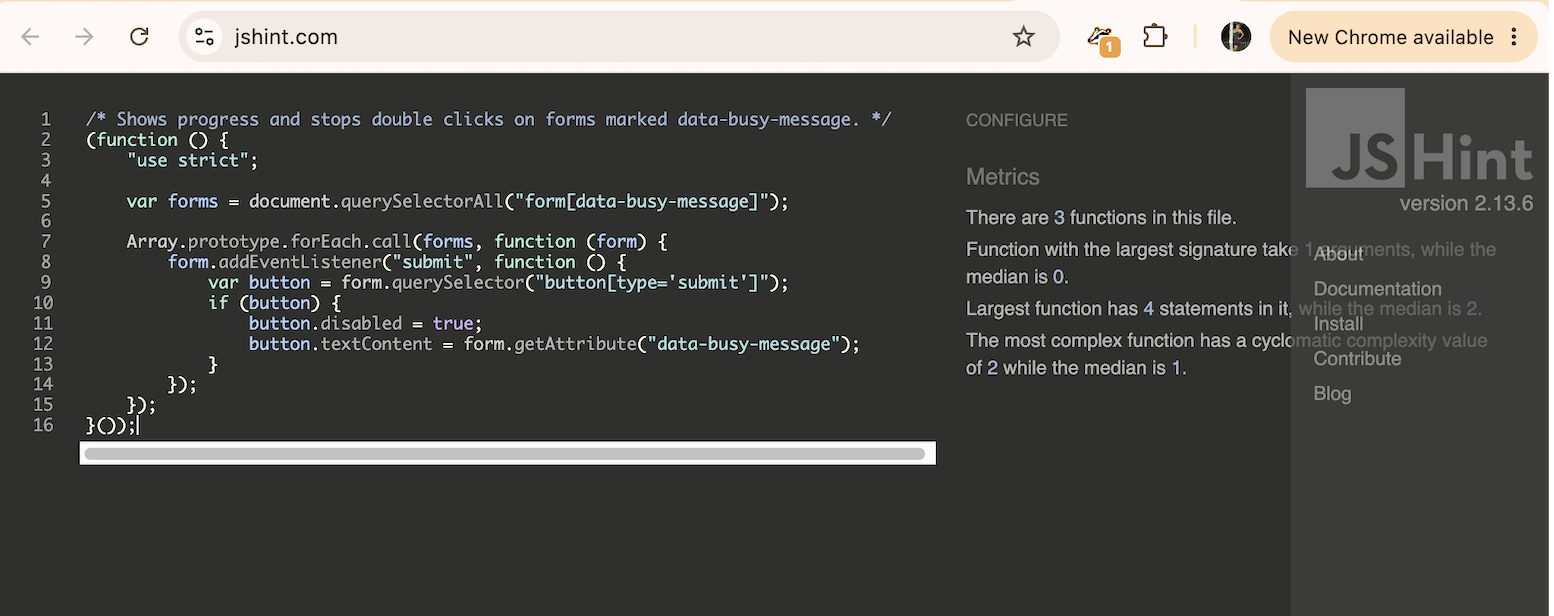 jshint.com
1
New Chrome available
1 /* Shows progress and stops double clicks on forms marked data-busy-message. */
2 (function () {
3     "use strict";
4
5     var forms = document.querySelectorAll("form[data-busy-message]");
6
7     Array.prototype.forEach.call(forms, function (form) {
8         form.addEventListener("submit", function () {
9             var button = form.querySelector("button[type='submit']");
10             if (button) {
11                 button.disabled = true;
12                 button.textContent = form.getAttribute("data-busy-message");
13             }
14         });
15     });
16 }());
CONFIGURE
Metrics
There are 3 functions in this file.
Function with the largest signature take 1 arguments, while the
median is 0.
Largest function has 4 statements in it, while the median is 2.
The most complex function has a cyclomatic complexity value
of 2 while the median is 1.
JSHint
version 2.13.6
About
Documentation
Install
Contribute
Blog